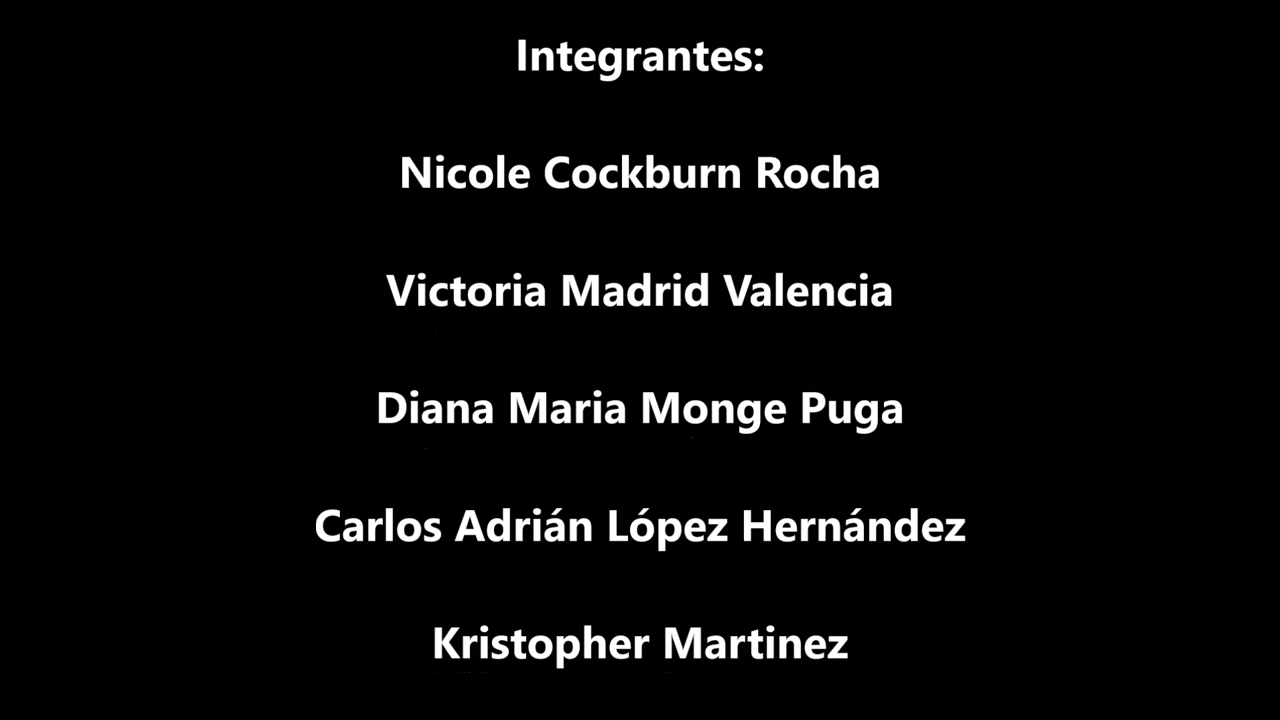 Integrantes:
Nicole Cockburn Rocha
Victoria Madrid Valencia
Diana Maria Monge Puga
Carlos Adrián López Hernández
Kristopher Martinez